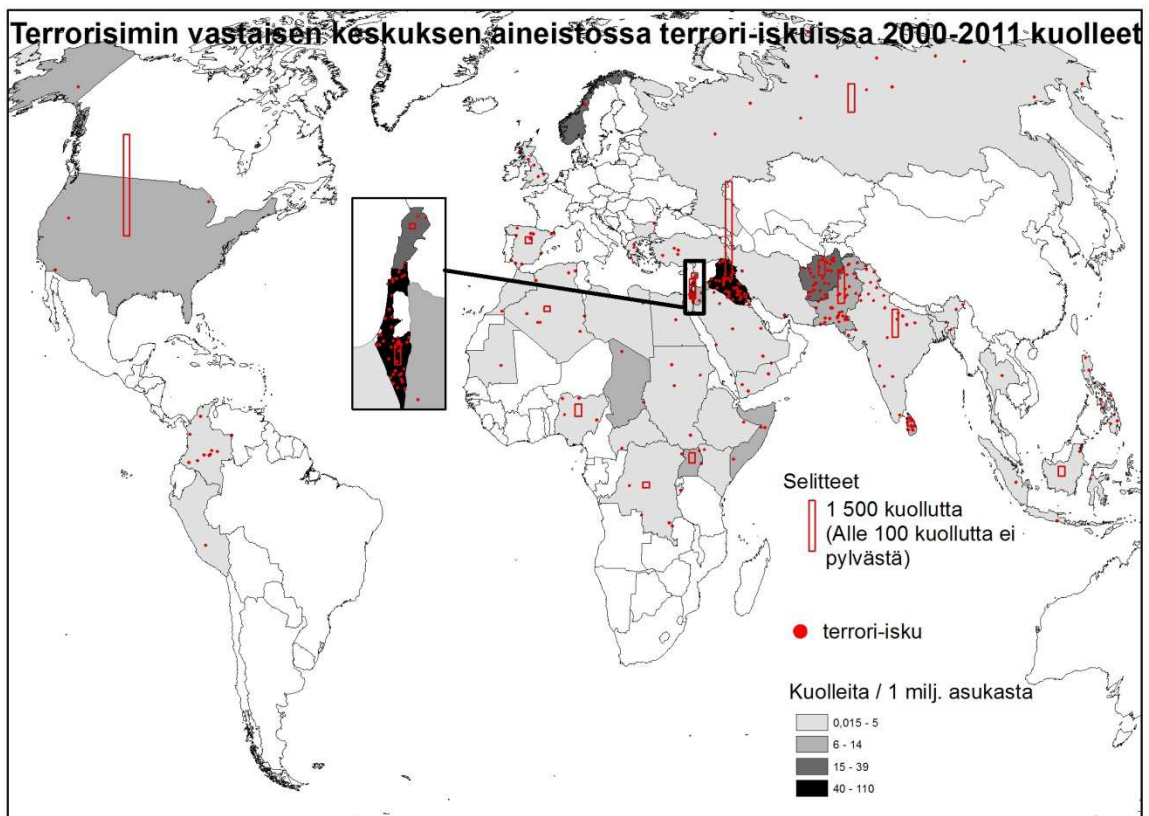 Terrorisimin vastaisen keskuksen aineistossa terrori-iskuissa 2000-2011 kuolleet
Selitteet
1 500 kuollutta
(Alle 100 kuollutta ei
pylvästä)
terrori-isku
Kuolleita / 1 milj. asukasta
0,015 - 5
6 - 14
15 - 39
40 - 110